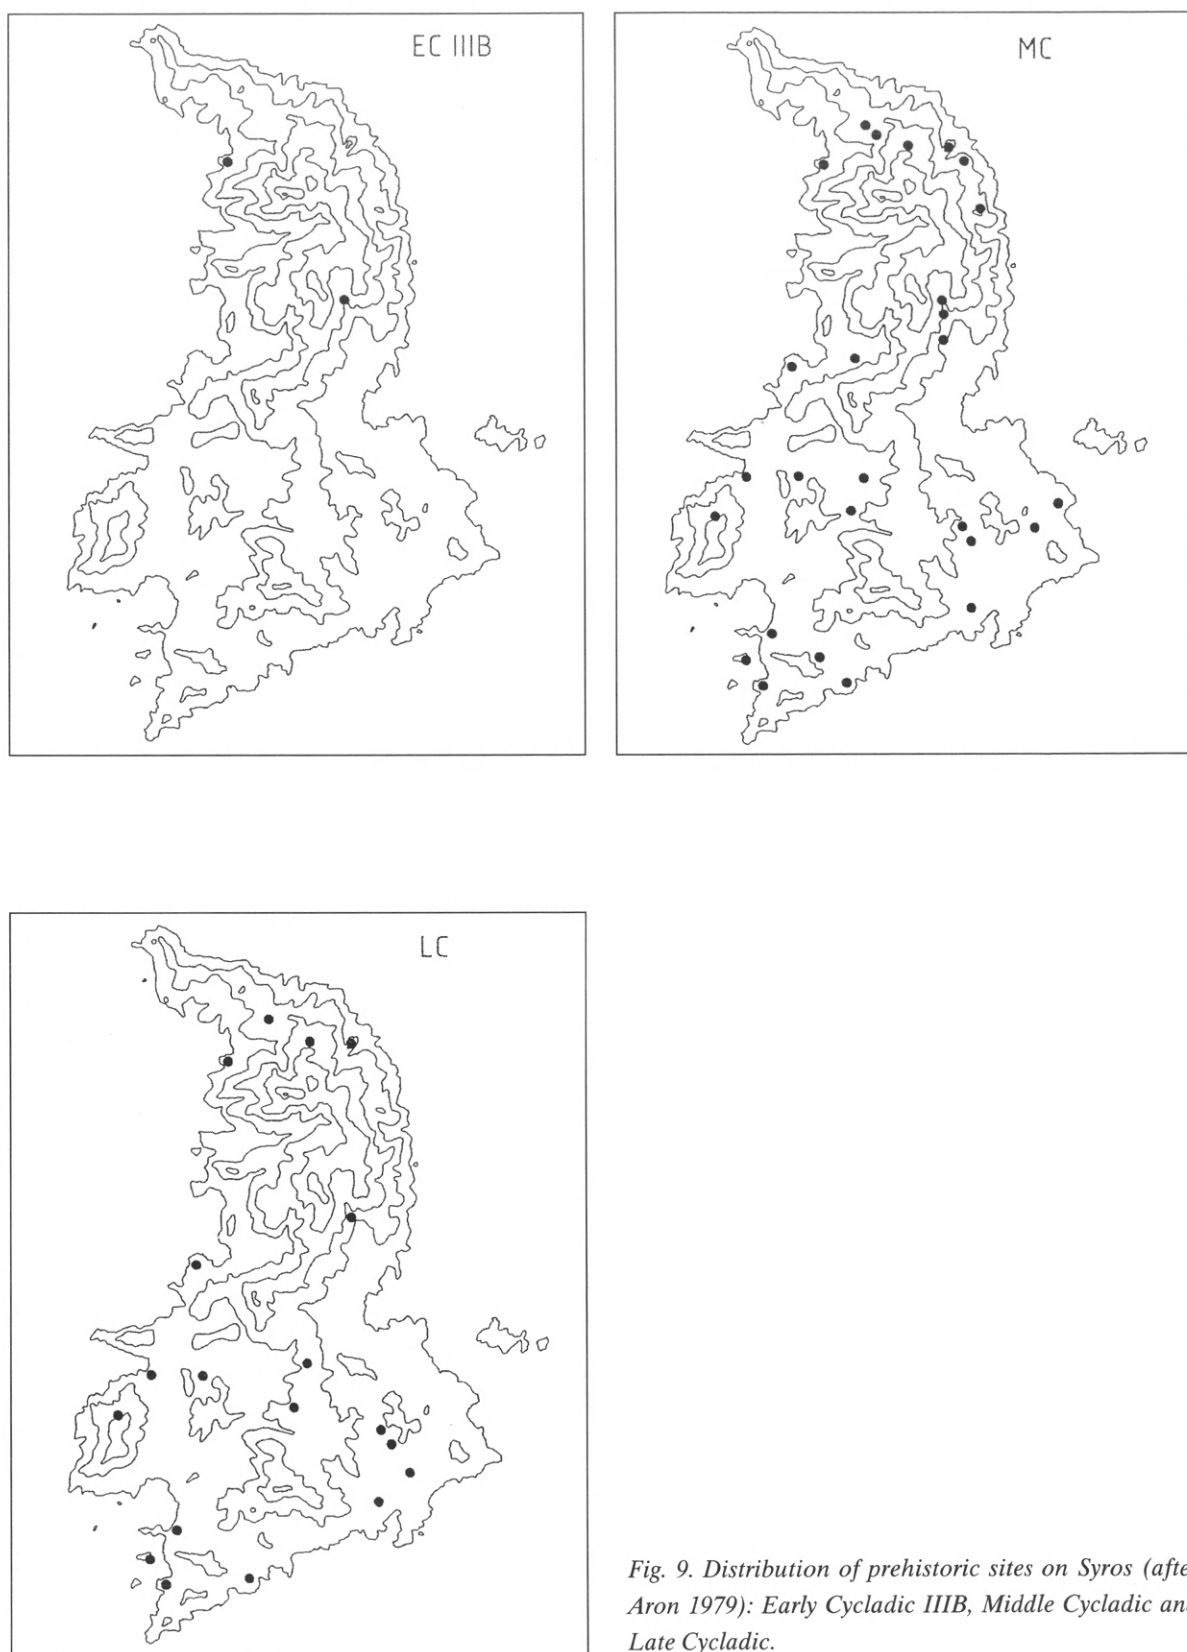 EC IIIB
MC
LC
Fig. 9. Distribution of prehistoric sites on Syros (afte
Aron 1979): Early Cycladic IIIB, Middle Cycladic an
Late Cycladic.